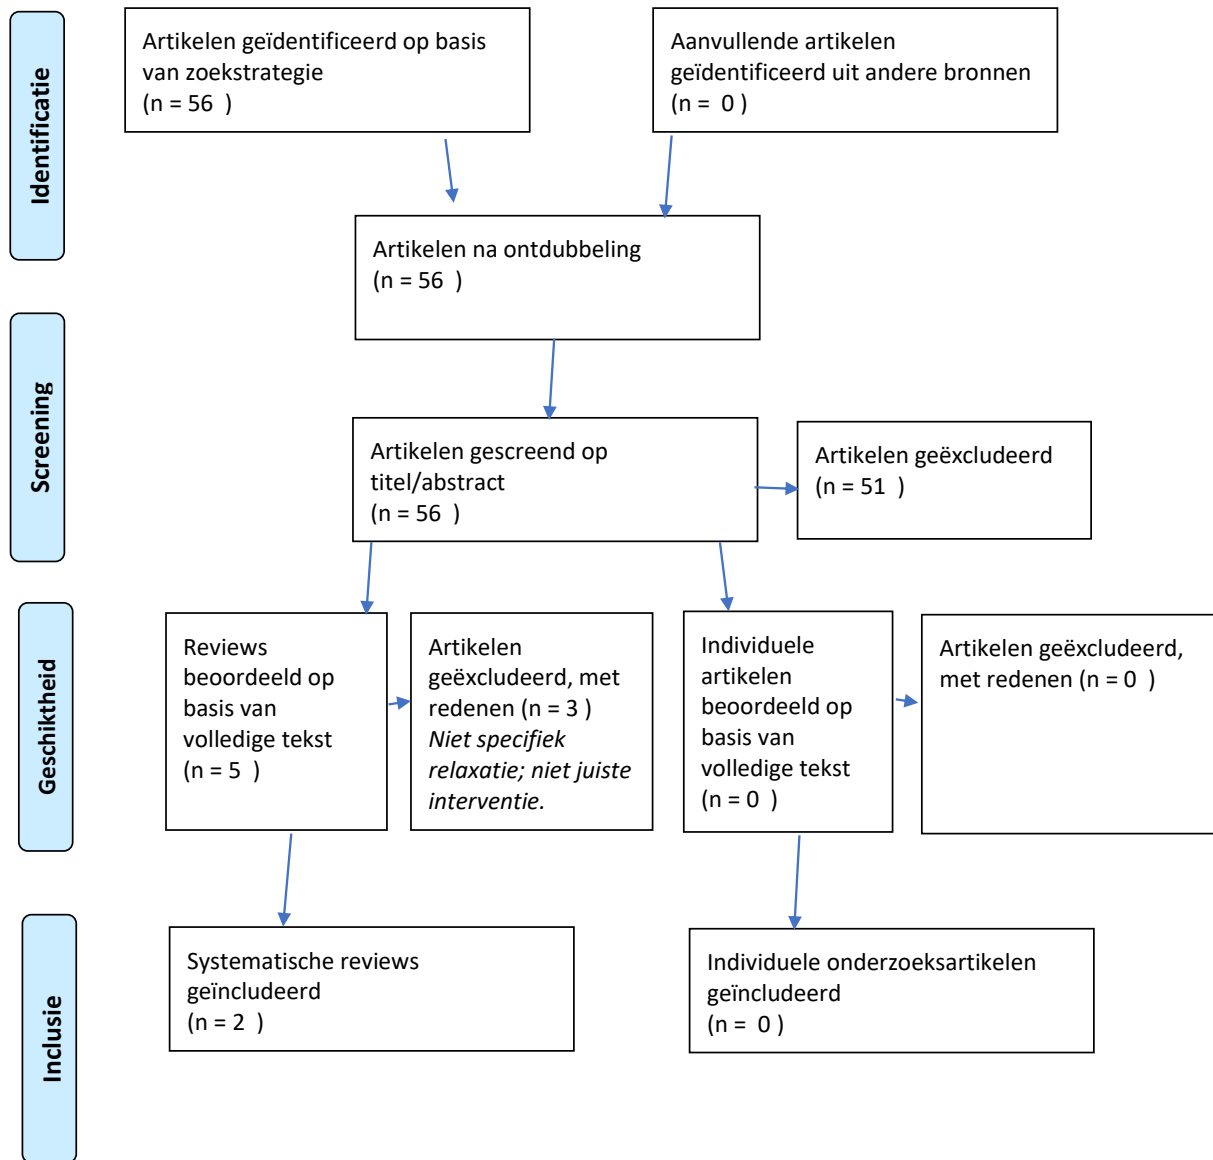 Identificatie
Artikelen geïdentificeerd op basis
van zoekstrategie
(n = 56  )
Aanvullende artikelen
geïdentificeerd uit andere bronnen
(n =  0 )
Artikelen na ontdubbeling
(n = 56  )
Screening
Artikelen gescreend op
titel/abstract
(n = 56  )
Artikelen geëxcludeerd
(n = 51  )
Geschiktheid
Reviews
beoordeeld op
basis van
volledige tekst
(n = 5  )
Artikelen
geëxcludeerd, met
redenen (n = 3 )
Niet specifiek
relaxatie; niet juiste
interventie.
Individuele
artikelen
beoordeeld op
basis van
volledige tekst
(n = 0  )
Artikelen geëxcludeerd,
met redenen (n = 0  )
Inclusie
Systematische reviews
geïncludeerd
(n = 2  )
Individuele onderzoeksartikelen
geïncludeerd
(n =  0 )